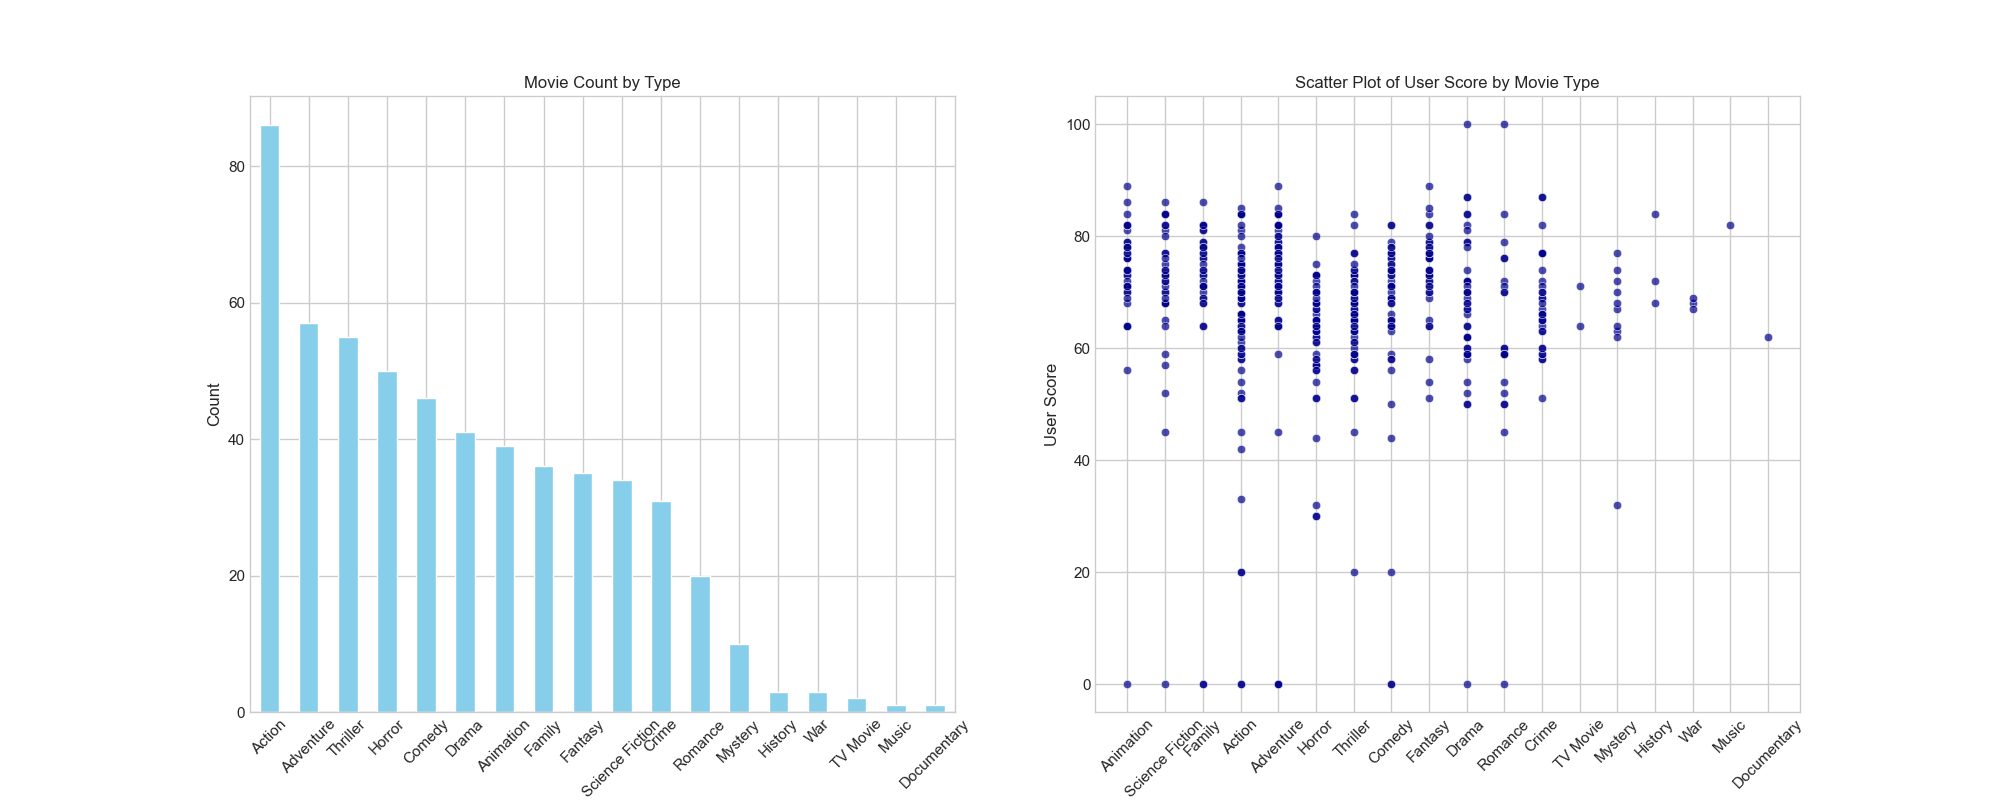 Movie Count by Type
Count
80
60
40
20
0
Action
Adventure
Thriller
Horror
Comedy
Drama
Animation
Family
Fantasy
Science Fiction
Crime
Romance
Mystery
History
War
TV Movie
Music
Documentary
Scatter Plot of User Score by Movie Type
User Score
100
80
60
40
20
0
Animation
Science Fiction
Family
Action
Adventure
Horror
Thriller
Comedy
Fantasy
Drama
Romance
Crime
TV Movie
Mystery
History
War
Music
Documentary